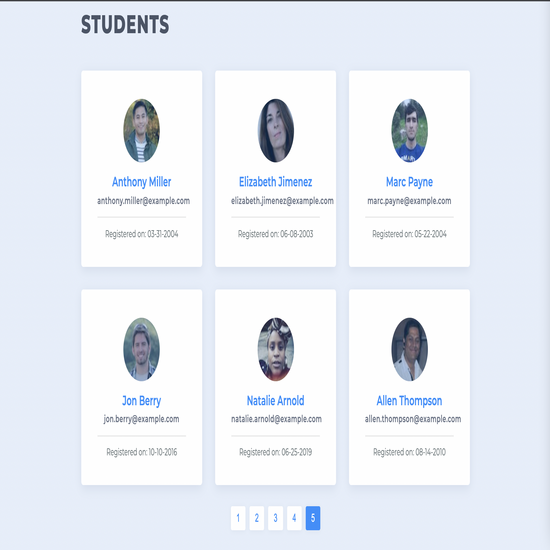 STUDENTS
Anthony Miller
anthony.miller@example.com
Registered on: 03-31-2004
Elizabeth Jimenez
elizabeth.jimenez@example.com
Registered on: 06-08-2003
Marc Payne
marc.payne@example.com
Registered on: 05-22-2004
Jon Berry
jon.berry@example.com
Registered on: 10-10-2016
Natalie Arnold
natalie.arnold@example.com
Registered on: 06-25-2019
Allen Thompson
allen.thompson@example.com
Registered on: 08-14-2010
1 2 3 4 5